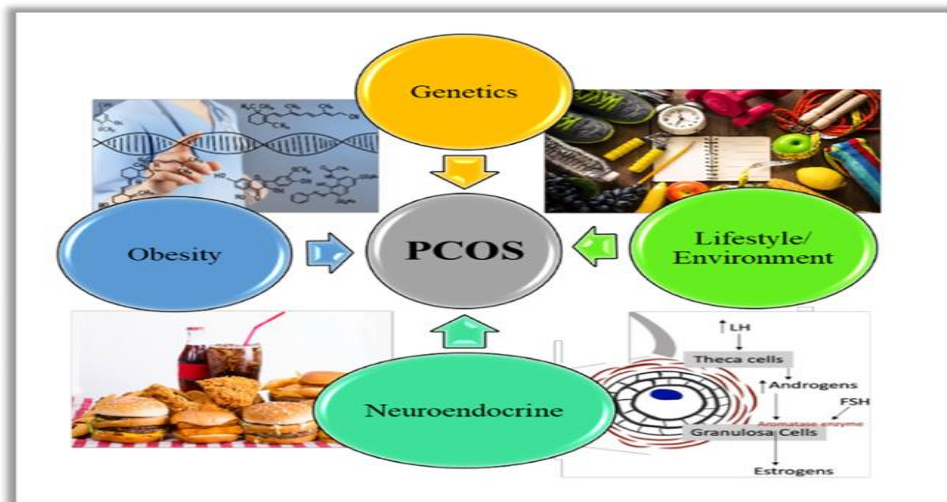 Genetics
Obesity
PCOS
Lifestyle/
Environment
Neuroendocrine
↑LH
Theca cells
↑Androgens
FSH
Aromatase enzyme
Granulosa Cells
Estrogens